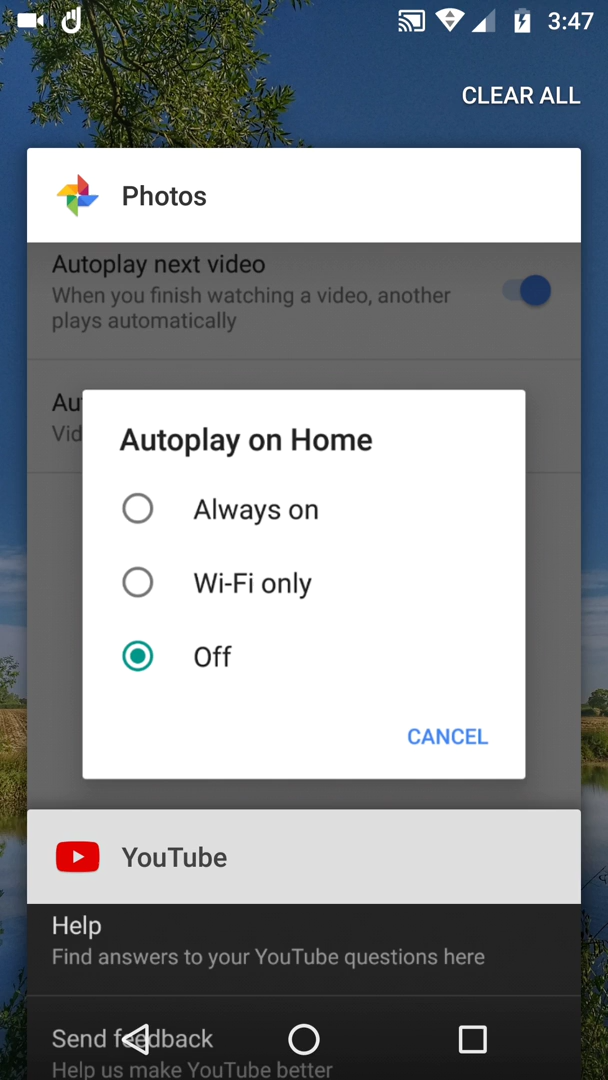 3:47
CLEAR ALL
Photos
Autoplay next video
When you finish watching a video, another
plays automatically
Au
Vid
Autoplay on Home
Always on
Wi-Fi only
Off
CANCEL
YouTube
Help
Find answers to your YouTube questions here
Send feedback
Help us make YouTube better